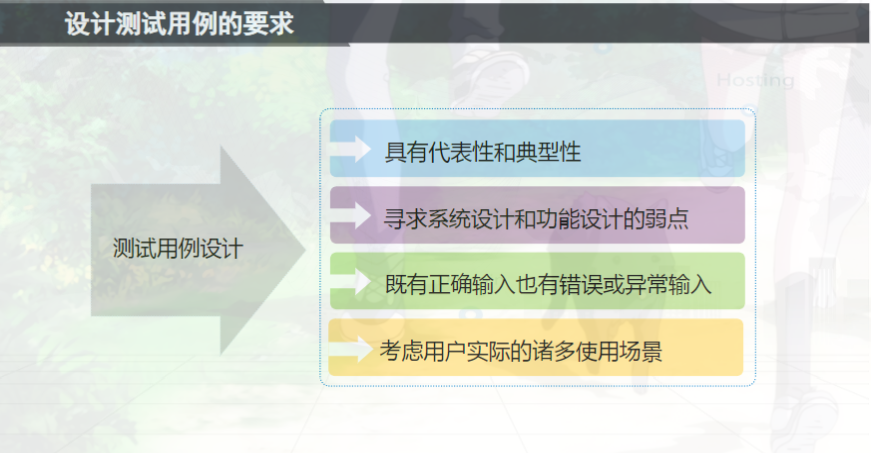 设计测试用例的要求
Hosting
具有代表性和典型性
寻求系统设计和功能设计的弱点
测试用例设计
既有正确输入也有错误或异常输入
考虑用户实际的诸多使用场景